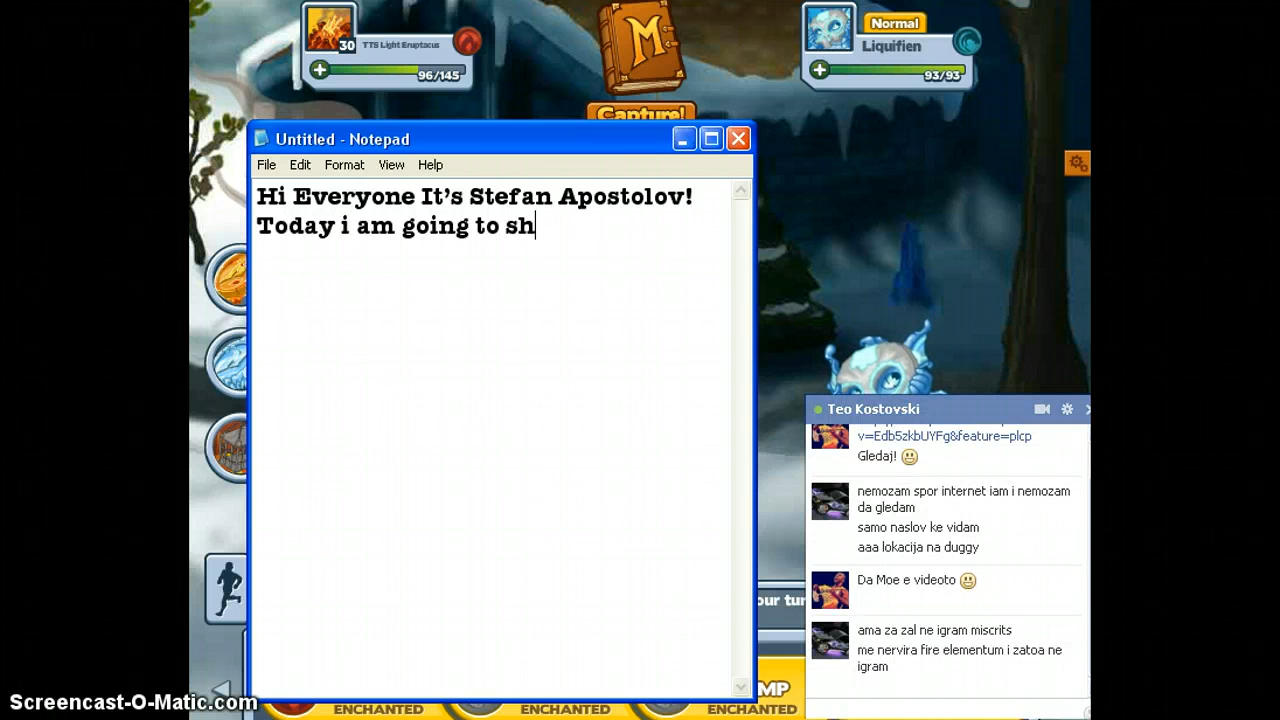 TTS Light Eruptacus
30
96/145
M
Normal
Liquifien
93/93
Capture!
Untitled - Notepad
File Edit Format View Help
Hi Everyone It's Stefan Apostolov!
Today i am going to sh
Teo Kostovski
v=Edb5zkbUYFg&feature=plcp
Gledaj!
nemozam spor internet iam i nemozam
da gledam
samo naslov ke vidam
aaa lokacija na duggy
Da Moe e videoto
ama za zal ne igram miscrits
me nervira fire elementum i zatoa ne
igram
our tur
MP
ENCHANTED
ENCHANTED
ENCHANTED
Screencast-O-Matic.com